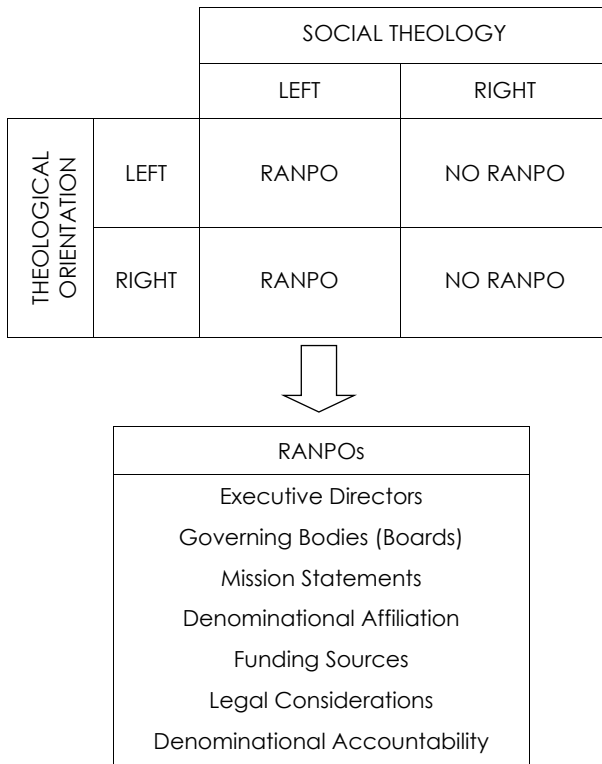 SOCIAL THEOLOGY
LEFT RIGHT
THEOLOGICAL
ORIENTATION
LEFT RANPO NO RANPO
RIGHT RANPO NO RANPO
RANPOs
Executive Directors
Governing Bodies (Boards)
Mission Statements
Denominational Affiliation
Funding Sources
Legal Considerations
Denominational Accountability